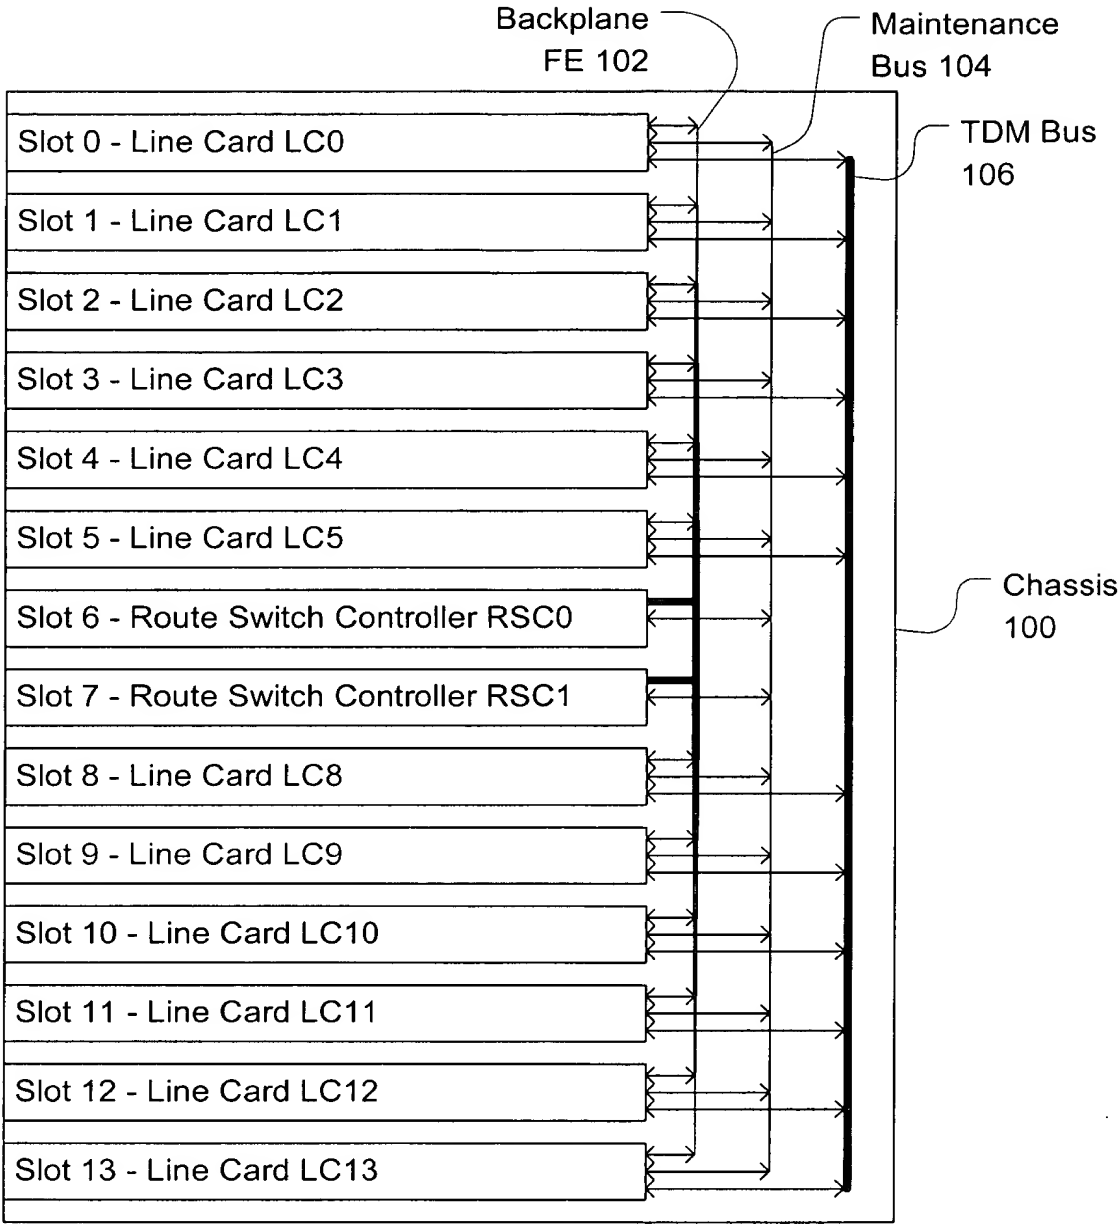 Backplane
FE 102
Maintenance
Bus 104
TDM Bus
106
Slot 0 - Line Card LC0
Slot 1 - Line Card LC1
Slot 2 - Line Card LC2
Slot 3 - Line Card LC3
Slot 4 - Line Card LC4
Slot 5 - Line Card LC5
Chassis
100
Slot 6 - Route Switch Controller RSC0
Slot 7 - Route Switch Controller RSC1
Slot 8 - Line Card LC8
Slot 9 - Line Card LC9
Slot 10 - Line Card LC10
Slot 11 - Line Card LC11
Slot 12 - Line Card LC12
Slot 13 - Line Card LC13